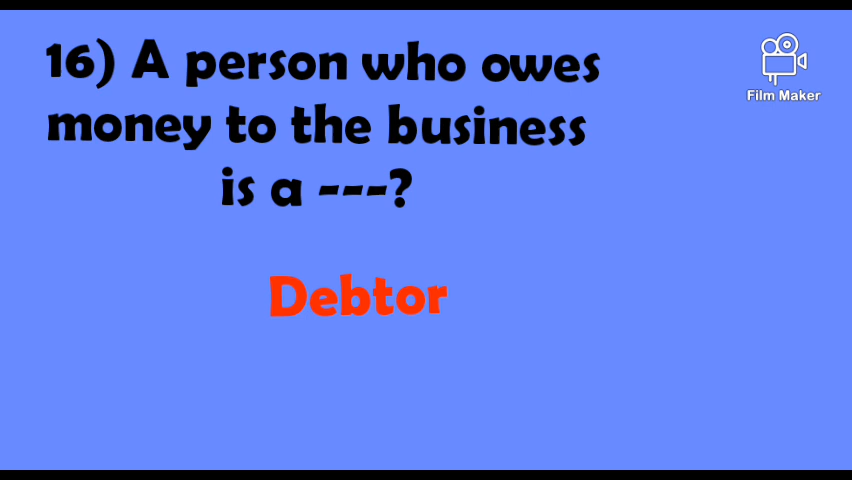 16) A person who owes
money to the business
is a ---?
Debtor
Film Maker